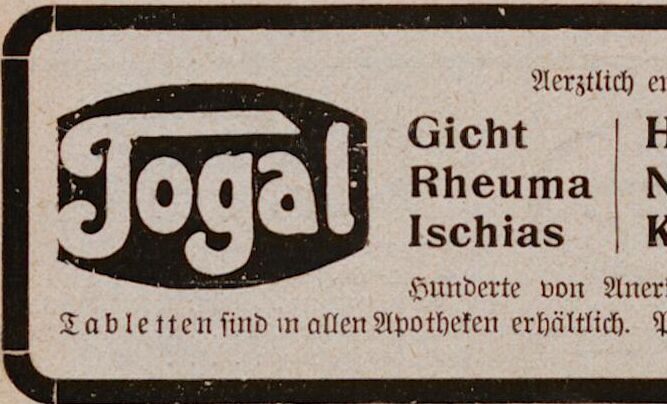 Aerztlich
Togal
Gicht
Rheuma
Ischias
Hunderte von
Tabletten sind in allen Apotheken erhältlich.